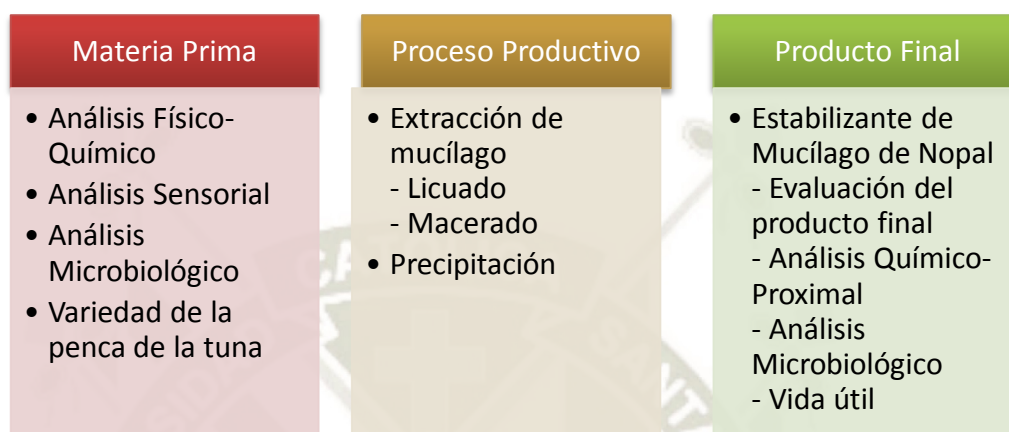 Materia Prima
• Análisis Físico-
Químico
• Análisis Sensorial
• Análisis
Microbiológico
• Variedad de la
penca de la tuna
Proceso Productivo
• Extracción de
mucílago
- Licuado
- Macerado
• Precipitación
Producto Final
• Estabilizante de
Mucílago de Nopal
- Evaluación del
producto final
- Análisis Químico-
Proximal
- Análisis
Microbiológico
- Vida útil